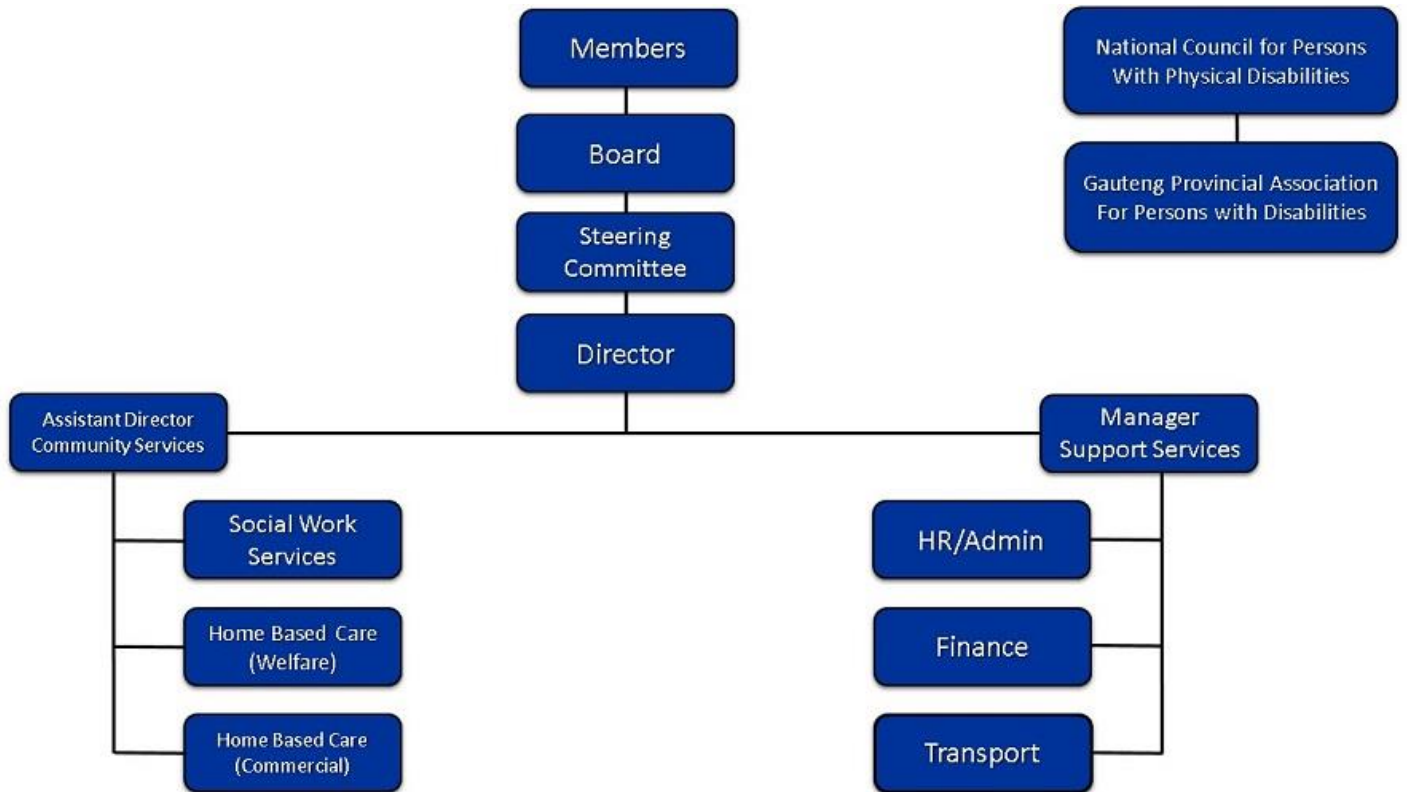 Members
National Council for Persons
With Physical Disabilities
Board
Gauteng Provincial Association
For Persons with Disabilities
Steering
Committee
Director
Assistant Director
Community Services
Manager
Support Services
Social Work
Services
HR/Admin
Home Based Care
(Welfare)
Finance
Home Based Care
(Commercial)
Transport